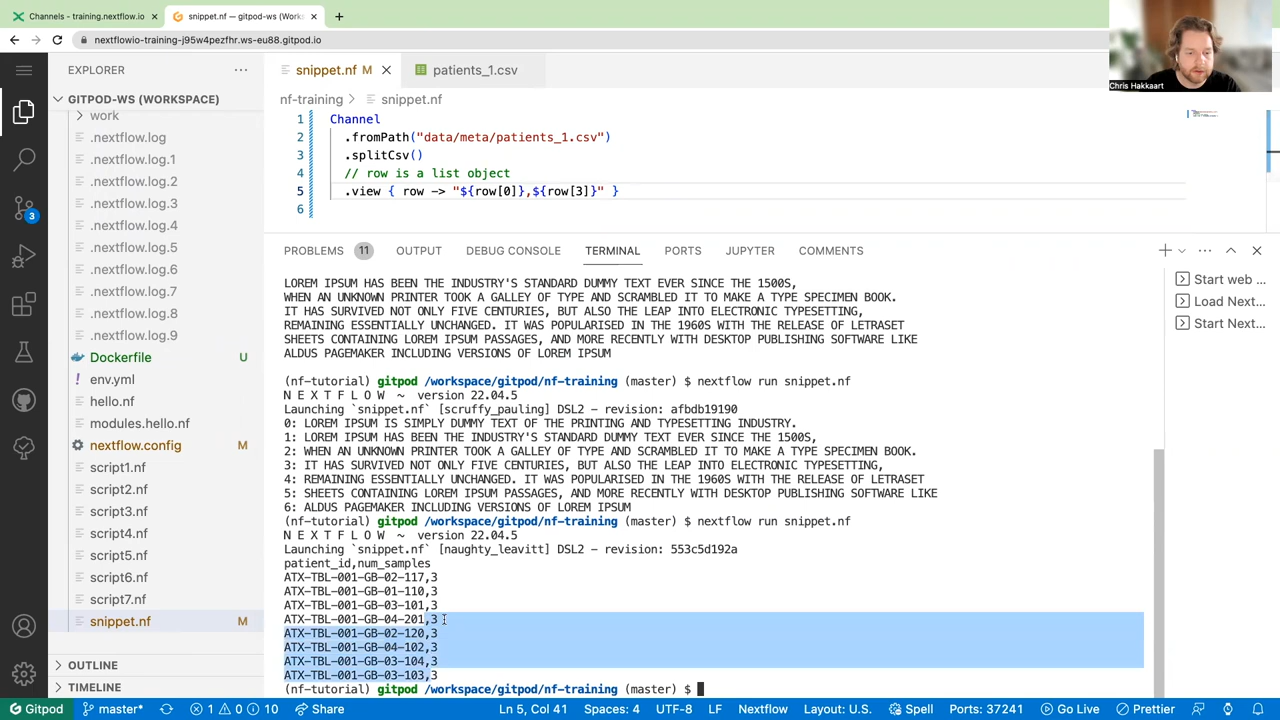 Channels - training.nextflow.io
snippet.nf — gitpod-ws (Works
nextflowio-training-j95w4pezfhr.ws-eu88.gitpod.io
Chris Hakkaart
EXPLORER
GITPOD-WS (WORKSPACE)
work
.nextflow.log
.nextflow.log.1
.nextflow.log.2
.nextflow.log.3
.nextflow.log.4
.nextflow.log.5
.nextflow.log.6
.nextflow.log.7
.nextflow.log.8
.nextflow.log.9
Dockerfile U
env.yml
hello.nf
modules.hello.nf
nextflow.config M
script1.nf
script2.nf
script3.nf
script4.nf
script5.nf
script6.nf
script7.nf
snippet.nf M
OUTLINE
TIMELINE
3
snippet.nf M
patients_1.csv
nf-training > snippet.nf
1 Channel
2 .fromPath("data/meta/patients_1.csv")
3 .splitCsv()
4 // row is a list object
5 .view { row -> "${row[0]},${row[3]}" }
6
PROBLEMS 11 OUTPUT DEBUG CONSOLE TERMINAL PORTS JUPYTER COMMENTS
LOREM IPSUM HAS BEEN THE INDUSTRY'S STANDARD DUMMY TEXT EVER SINCE THE 1500S,
WHEN AN UNKNOWN PRINTER TOOK A GALLEY OF TYPE AND SCRAMBLED IT TO MAKE A TYPE SPECIMEN BOOK.
IT HAS SURVIVED NOT ONLY FIVE CENTURIES, BUT ALSO THE LEAP INTO ELECTRONIC TYPESETTING,
REMAINING ESSENTIALLY UNCHANGED. IT WAS POPULARISED IN THE 1960S WITH THE RELEASE OF LETRASET
SHEETS CONTAINING LOREM IPSUM PASSAGES, AND MORE RECENTLY WITH DESKTOP PUBLISHING SOFTWARE LIKE
ALDUS PAGEMAKER INCLUDING VERSIONS OF LOREM IPSUM
(nf-tutorial) gitpod /workspace/gitpod/nf-training (master) $ nextflow run snippet.nf
N E X T F L O W ~ version 22.04.5
Launching `snippet.nf` [scruffy_pauling] DSL2 - revision: afbdb19190
0: LOREM IPSUM IS SIMPLY DUMMY TEXT OF THE PRINTING AND TYPESETTING INDUSTRY.
1: LOREM IPSUM HAS BEEN THE INDUSTRY'S STANDARD DUMMY TEXT EVER SINCE THE 1500S,
2: WHEN AN UNKNOWN PRINTER TOOK A GALLEY OF TYPE AND SCRAMBLED IT TO MAKE A TYPE SPECIMEN BOOK.
3: IT HAS SURVIVED NOT ONLY FIVE CENTURIES, BUT ALSO THE LEAP INTO ELECTRONIC TYPESETTING,
4: REMAINING ESSENTIALLY UNCHANGED. IT WAS POPULARISED IN THE 1960S WITH THE RELEASE OF LETRASET
5: SHEETS CONTAINING LOREM IPSUM PASSAGES, AND MORE RECENTLY WITH DESKTOP PUBLISHING SOFTWARE LIKE
6: ALDUS PAGEMAKER INCLUDING VERSIONS OF LOREM IPSUM
(nf-tutorial) gitpod /workspace/gitpod/nf-training (master) $ nextflow run snippet.nf
N E X T F L O W ~ version 22.04.5
Launching `snippet.nf` [naughty_leavitt] DSL2 - revision: 553c5d192a
patient_id,num_samples
ATX-TBL-001-GB-02-117,3
ATX-TBL-001-GB-01-110,3
ATX-TBL-001-GB-03-101,3
ATX-TBL-001-GB-04-201,3
ATX-TBL-001-GB-02-120,3
ATX-TBL-001-GB-04-102,3
ATX-TBL-001-GB-03-104,3
ATX-TBL-001-GB-03-103,3
(nf-tutorial) gitpod /workspace/gitpod/nf-training (master) $
Start web ...
Load Next...
Start Next...
Gitpod master* 1 0 10 Share Ln 5, Col 41 Spaces: 4 UTF-8 LF Nextflow Layout: U.S. Spell Ports: 37241 Go Live Prettier